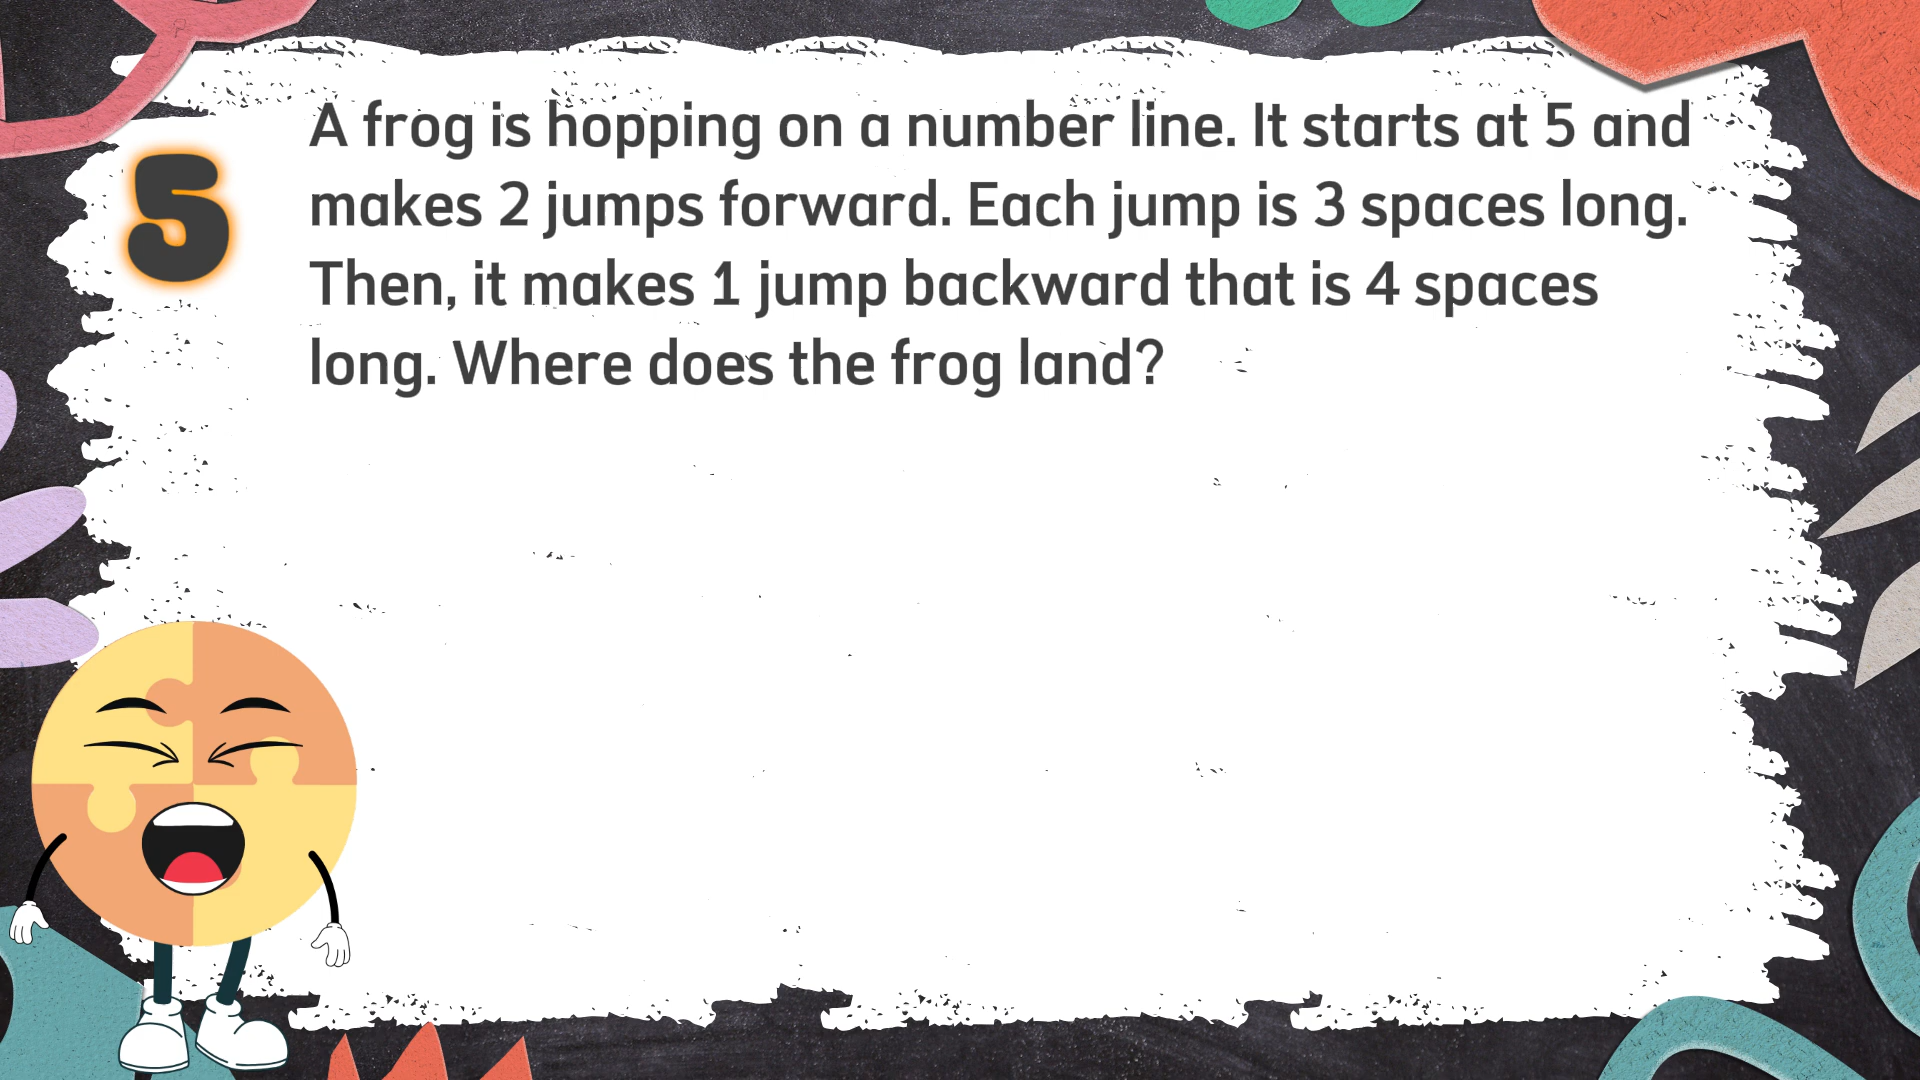 5
A frog is hopping on a number line. It starts at 5 and
makes 2 jumps forward. Each jump is 3 spaces long.
Then, it makes 1 jump backward that is 4 spaces
long. Where does the frog land?